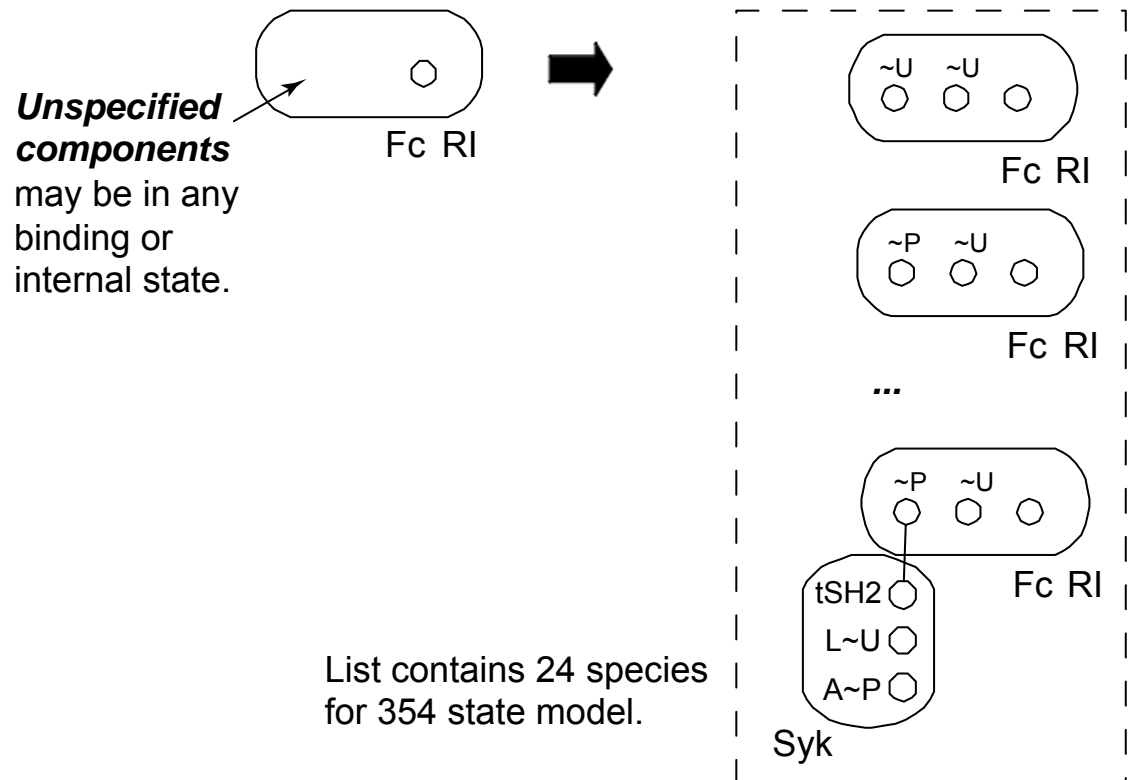 Unspecified
components
may be in any
binding or
internal state.
Fc RI
~U ~U
Fc RI
~P ~U
Fc RI
...
~P ~U
Fc RI
tSH2
L~U
A~P
Syk
List contains 24 species
for 354 state model.